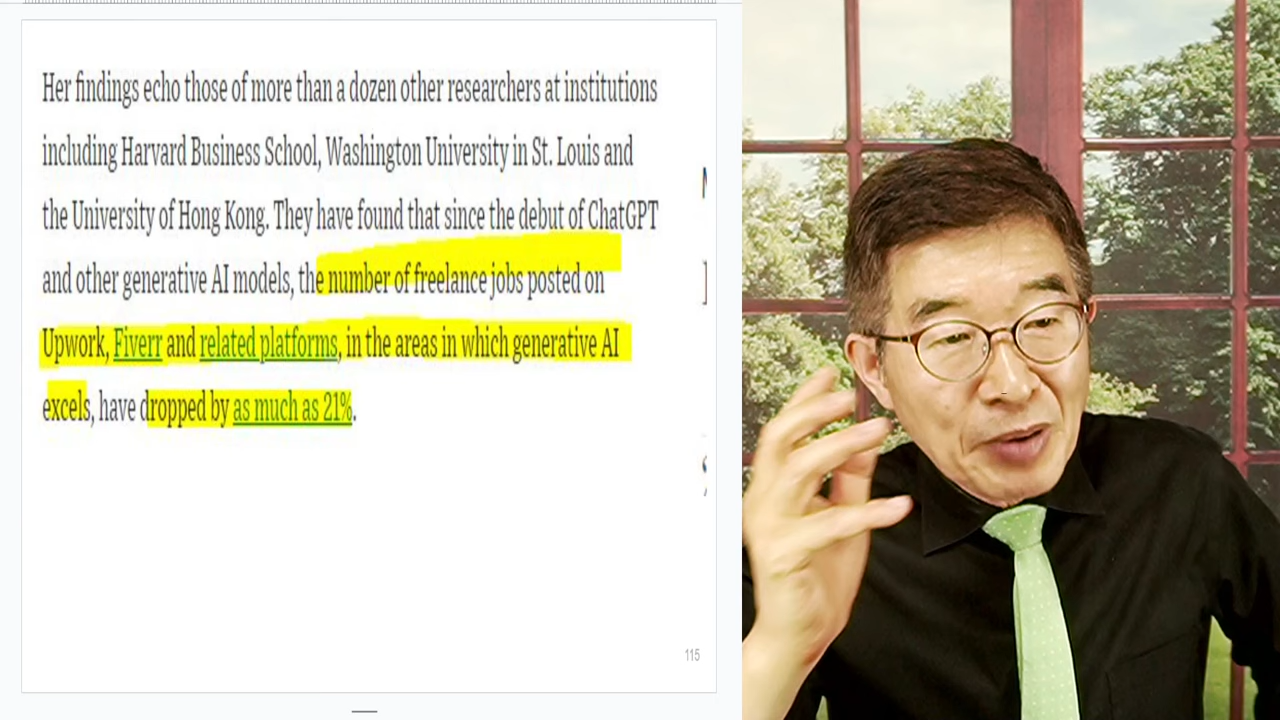 Her findings echo those of more than a dozen other researchers at institutions
including Harvard Business School, Washington University in St. Louis and
the University of Hong Kong. They have found that since the debut of ChatGPT
and other generative AI models, the number of freelance jobs posted on
Upwork, Fiverr and related platforms, in the areas in which generative AI
excels, have dropped by as much as 21%.
115